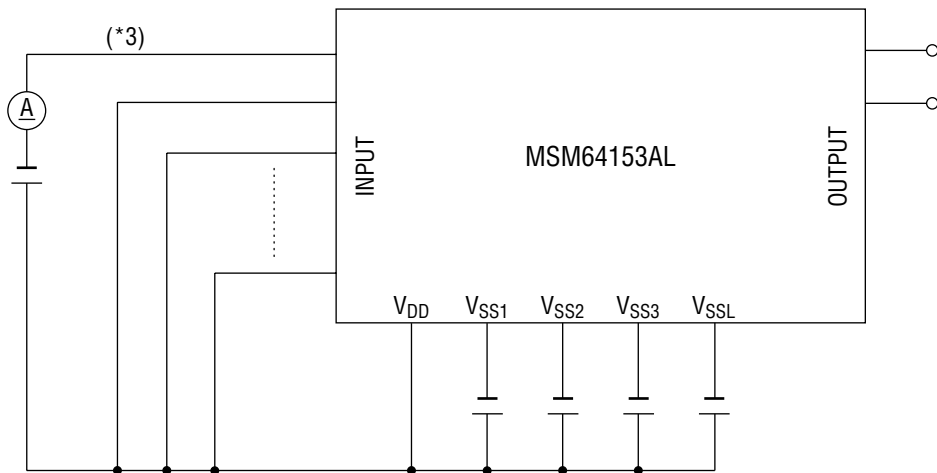 (*3)
A
INPUT
MSM64153AL
OUTPUT
VDD VSS1 VSS2 VSS3 VSSL